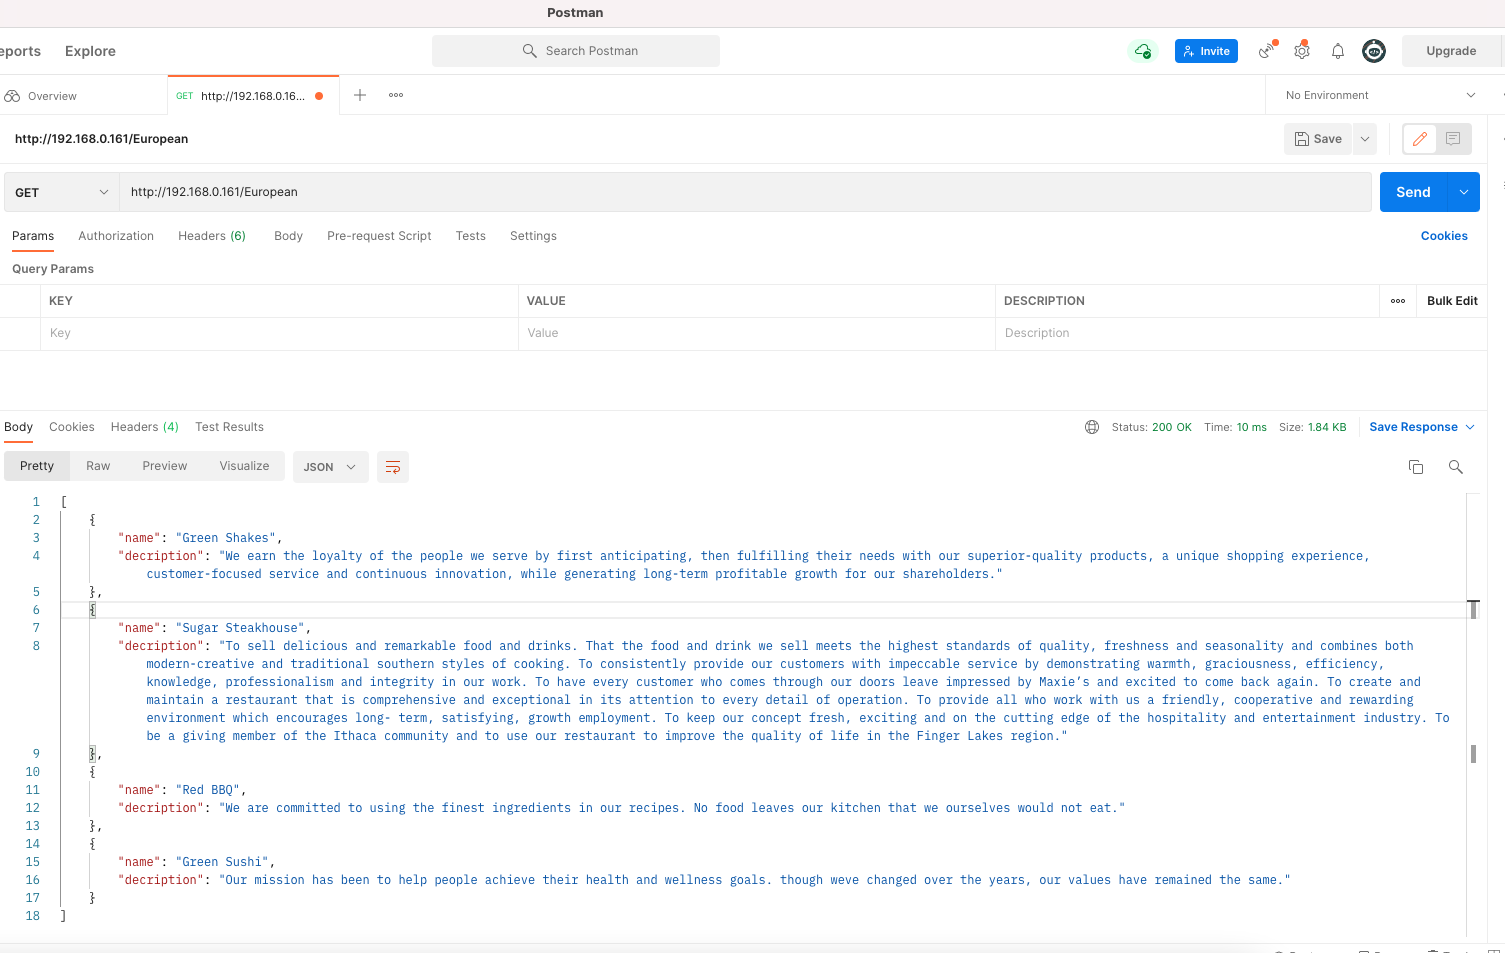 Postman
eports Explore Search Postman Invite Upgrade
Overview GET http://192.168.0.16... No Environment
http://192.168.0.161/European Save
GET http://192.168.0.161/European Send
Params Authorization Headers (6) Body Pre-request Script Tests Settings Cookies
Query Params
KEY VALUE DESCRIPTION Bulk Edit
Key Value Description
Body Cookies Headers (4) Test Results Status: 200 OK Time: 10 ms Size: 1.84 KB Save Response
Pretty Raw Preview Visualize JSON
1 [
2 {
3 "name": "Green Shakes",
4 "decription": "We earn the loyalty of the people we serve by first anticipating, then fulfilling their needs with our superior-quality products, a unique shopping experience,
customer-focused service and continuous innovation, while generating long-term profitable growth for our shareholders."
5 },
6 {
7 "name": "Sugar Steakhouse",
8 "decription": "To sell delicious and remarkable food and drinks. That the food and drink we sell meets the highest standards of quality, freshness and seasonality and combines both
modern-creative and traditional southern styles of cooking. To consistently provide our customers with impeccable service by demonstrating warmth, graciousness, efficiency,
knowledge, professionalism and integrity in our work. To have every customer who comes through our doors leave impressed by Maxie’s and excited to come back again. To create and
maintain a restaurant that is comprehensive and exceptional in its attention to every detail of operation. To provide all who work with us a friendly, cooperative and rewarding
environment which encourages long- term, satisfying, growth employment. To keep our concept fresh, exciting and on the cutting edge of the hospitality and entertainment industry. To
be a giving member of the Ithaca community and to use our restaurant to improve the quality of life in the Finger Lakes region."
9 },
10 {
11 "name": "Red BBQ",
12 "decription": "We are committed to using the finest ingredients in our recipes. No food leaves our kitchen that we ourselves would not eat."
13 },
14 {
15 "name": "Green Sushi",
16 "decription": "Our mission has been to help people achieve their health and wellness goals. though weve changed over the years, our values have remained the same."
17 }
18 ]